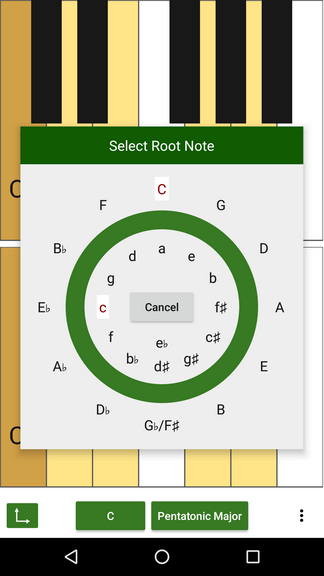 Select Root Note
C
F
G
B♭
d
a
e
D
g
b
E♭
c
Cancel
f♯
A
f
c♯
A♭
b♭
e♭
d♯
g♯
E
D♭
B
G♭/F♯
C
C
C
Pentatonic Major